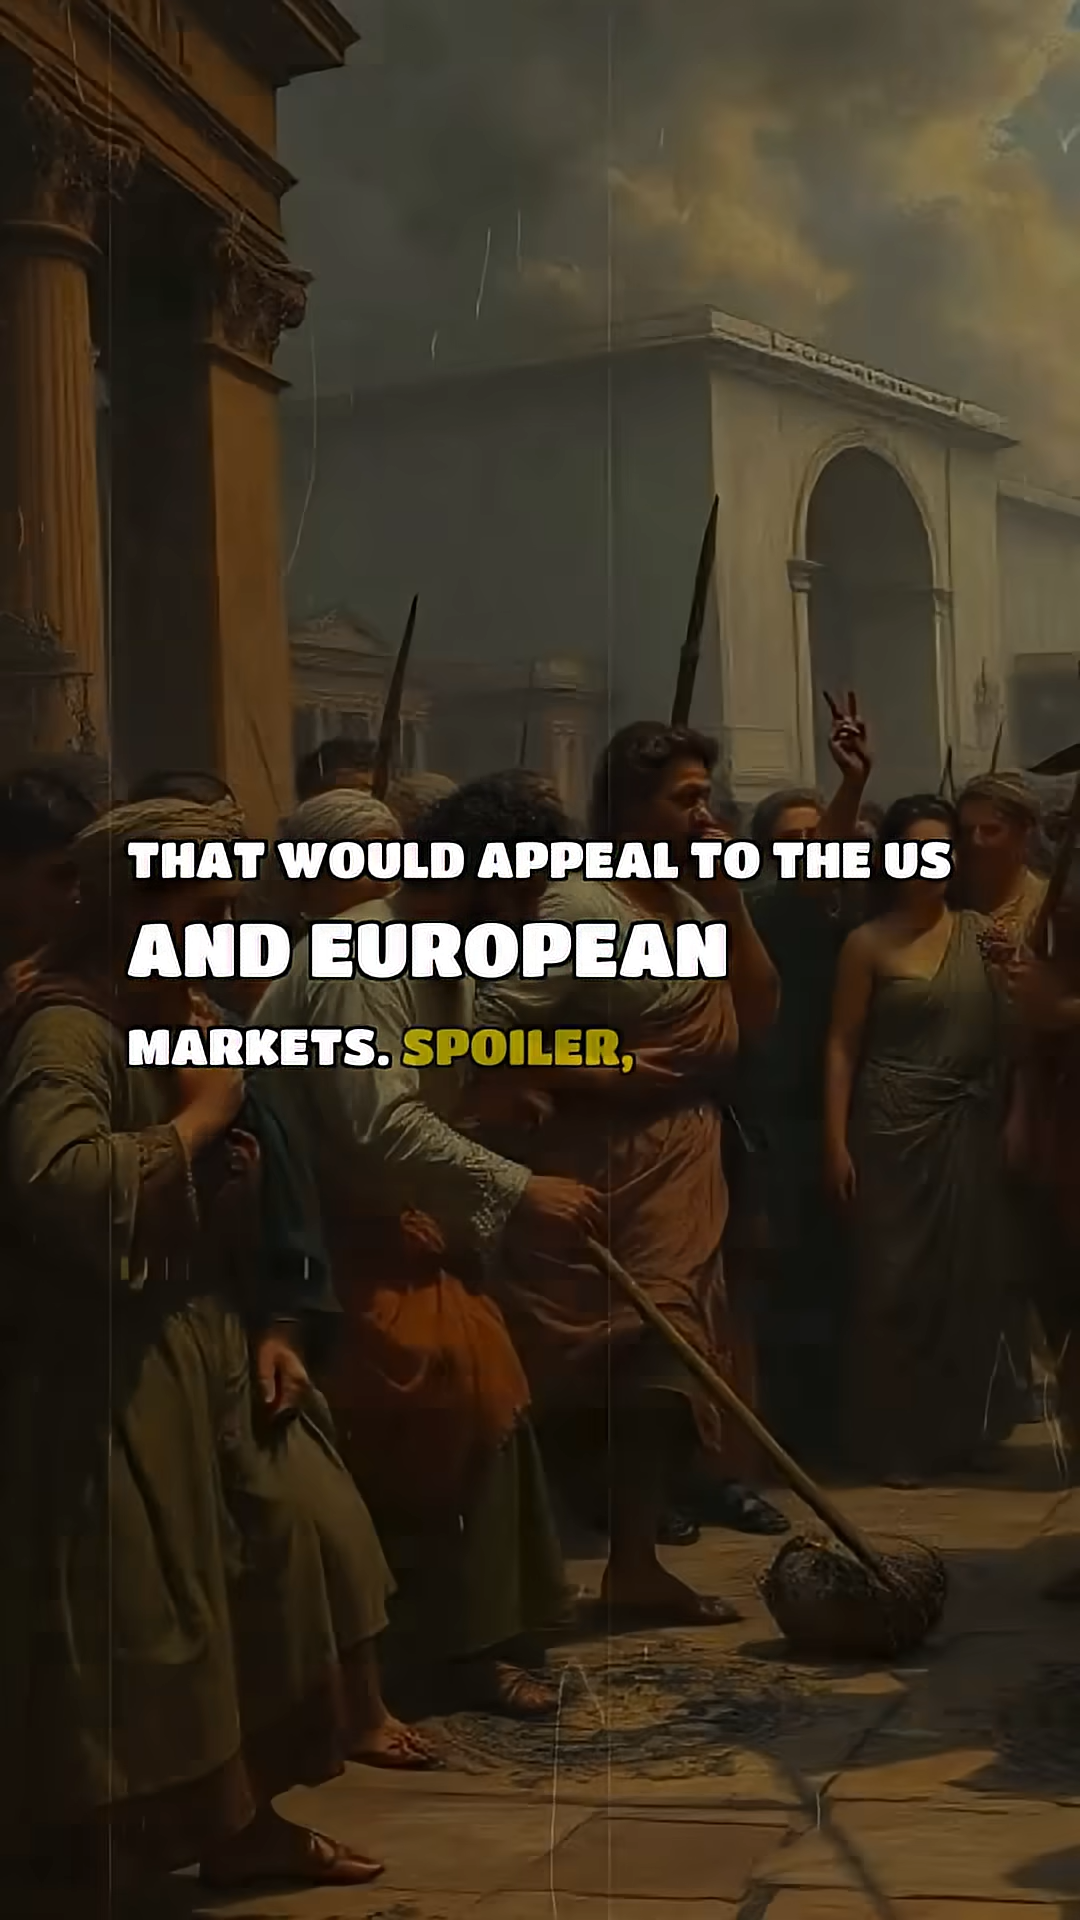 THAT WOULD APPEAL TO THE US
AND EUROPEAN
MARKETS. SPOILER,